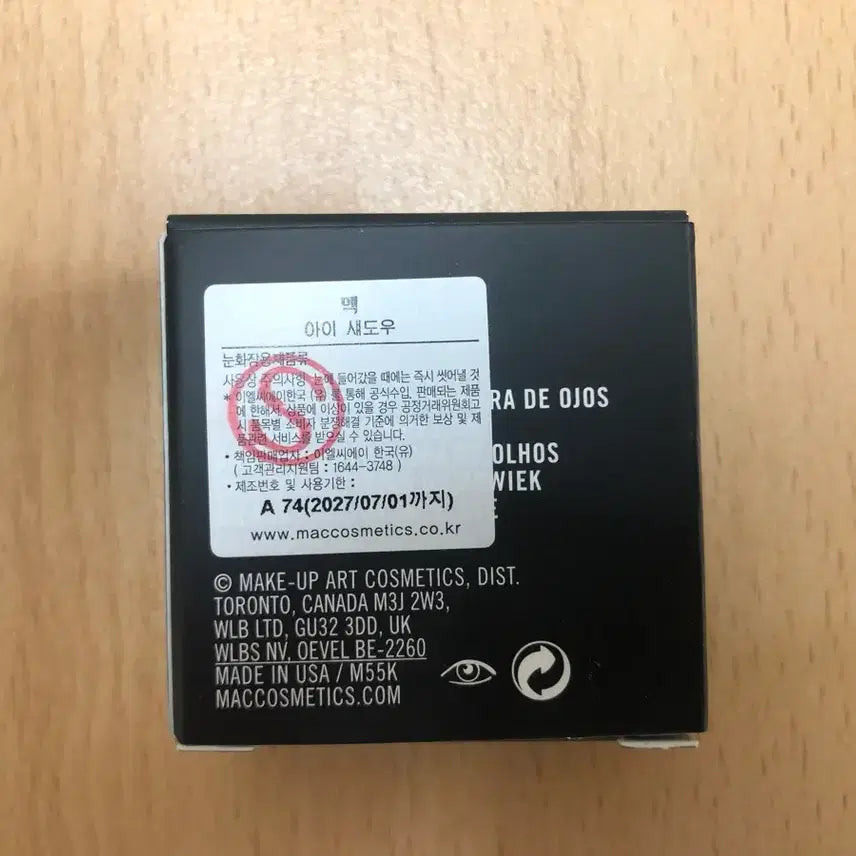 맥
아이 섀도우
눈화장용제품류
사용상 주의사항: 눈에 들어갔을 때에는 즉시 씻어낼 것
* 이엘씨에이한국 (유)를 통해 공식수입, 판매되는 제품
에 한해서, 상품에 이상이 있을 경우 공정거래위원회고
시 품목별 소비자 분쟁해결 기준에 의거한 보상 및 제
품관련 서비스를 받으실 수 있습니다.
• 책임판매업자 : 이엘씨에이 한국(유)
( 고객관리지원팀 : 1644-3748 )
• 제조번호 및 사용기한 :
A 74(2027/07/01까지)
www.maccosmetics.co.kr
S
RA DE OJOS
OLHOS
WIEK
E
© MAKE-UP ART COSMETICS, DIST.
TORONTO, CANADA M3J 2W3,
WLB LTD, GU32 3DD, UK
WLBS NV, OEVEL BE-2260
MADE IN USA / M55K
MACCOSMETICS.COM